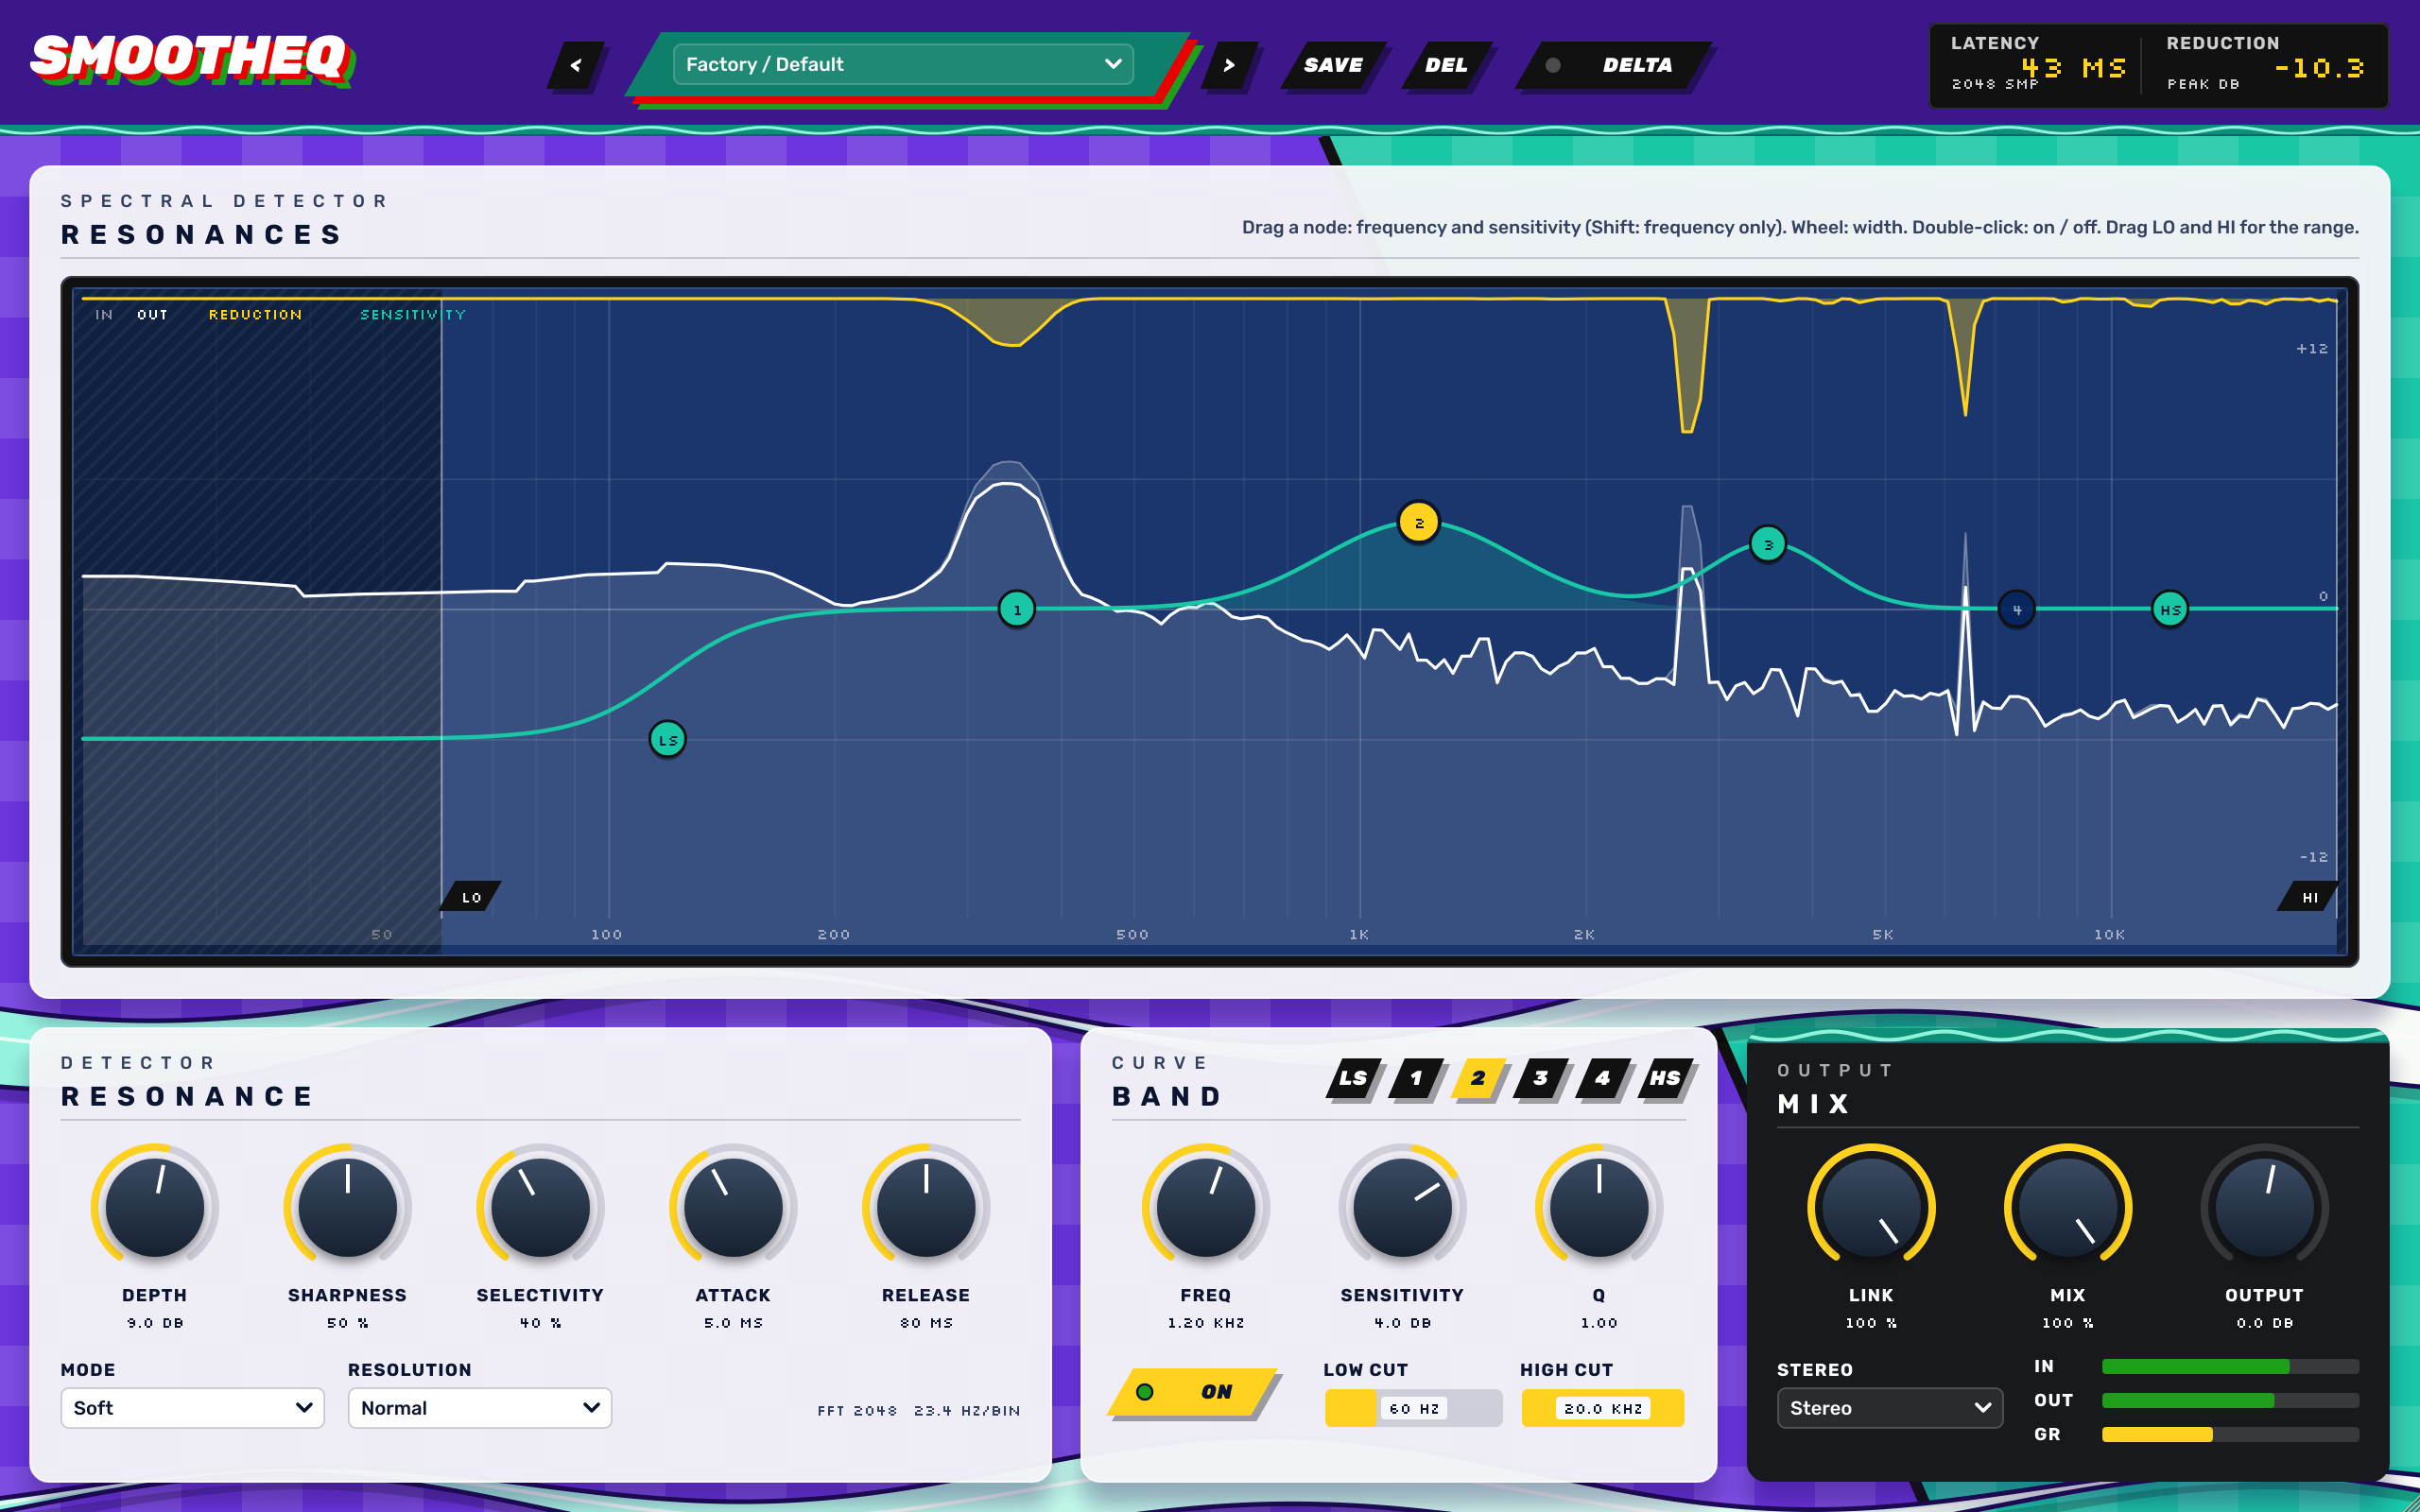 SMOOTHEQ
<
Factory / Default
>
SAVE
DEL
DELTA
LATENCY
43 MS
2048 SMP
REDUCTION
-10.3
PEAK DB
SPECTRAL DETECTOR
RESONANCES
Drag a node: frequency and sensitivity (Shift: frequency only). Wheel: width. Double-click: on / off. Drag LO and HI for the range.
IN OUT REDUCTION SENSITIVITY
+12
2
3
0
1
4
HS
LS
-12
LO
HI
50 100 200 500 1K 2K 5K 10K
DETECTOR
RESONANCE
DEPTH SHARPNESS SELECTIVITY ATTACK RELEASE
9.0 DB 50 % 40 % 5.0 MS 80 MS
MODE RESOLUTION
Soft Normal
FFT 2048 23.4 HZ/BIN
CURVE
BAND
LS 1 2 3 4 HS
FREQ SENSITIVITY Q
1.20 KHZ 4.0 DB 1.00
LOW CUT HIGH CUT
ON 60 HZ 20.0 KHZ
OUTPUT
MIX
LINK MIX OUTPUT
100 % 100 % 0.0 DB
STEREO
Stereo
IN
OUT
GR